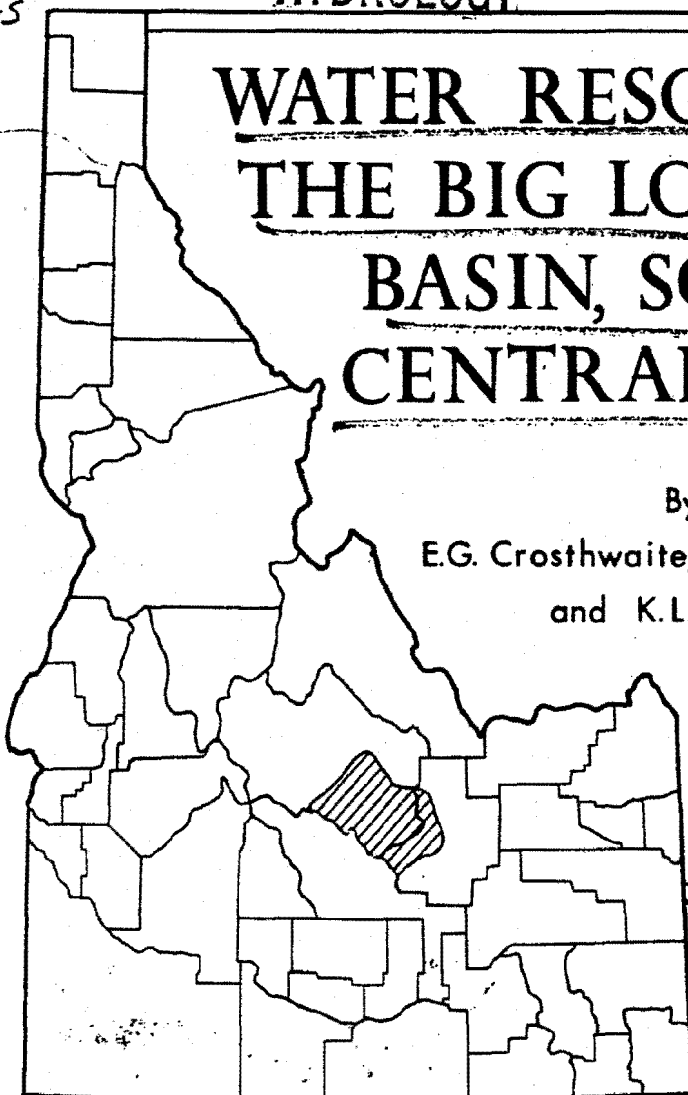 WATER RESO
THE BIG LO
BASIN, SO
CENTRAL
By
E.G. Crosthwaite,
and K.L